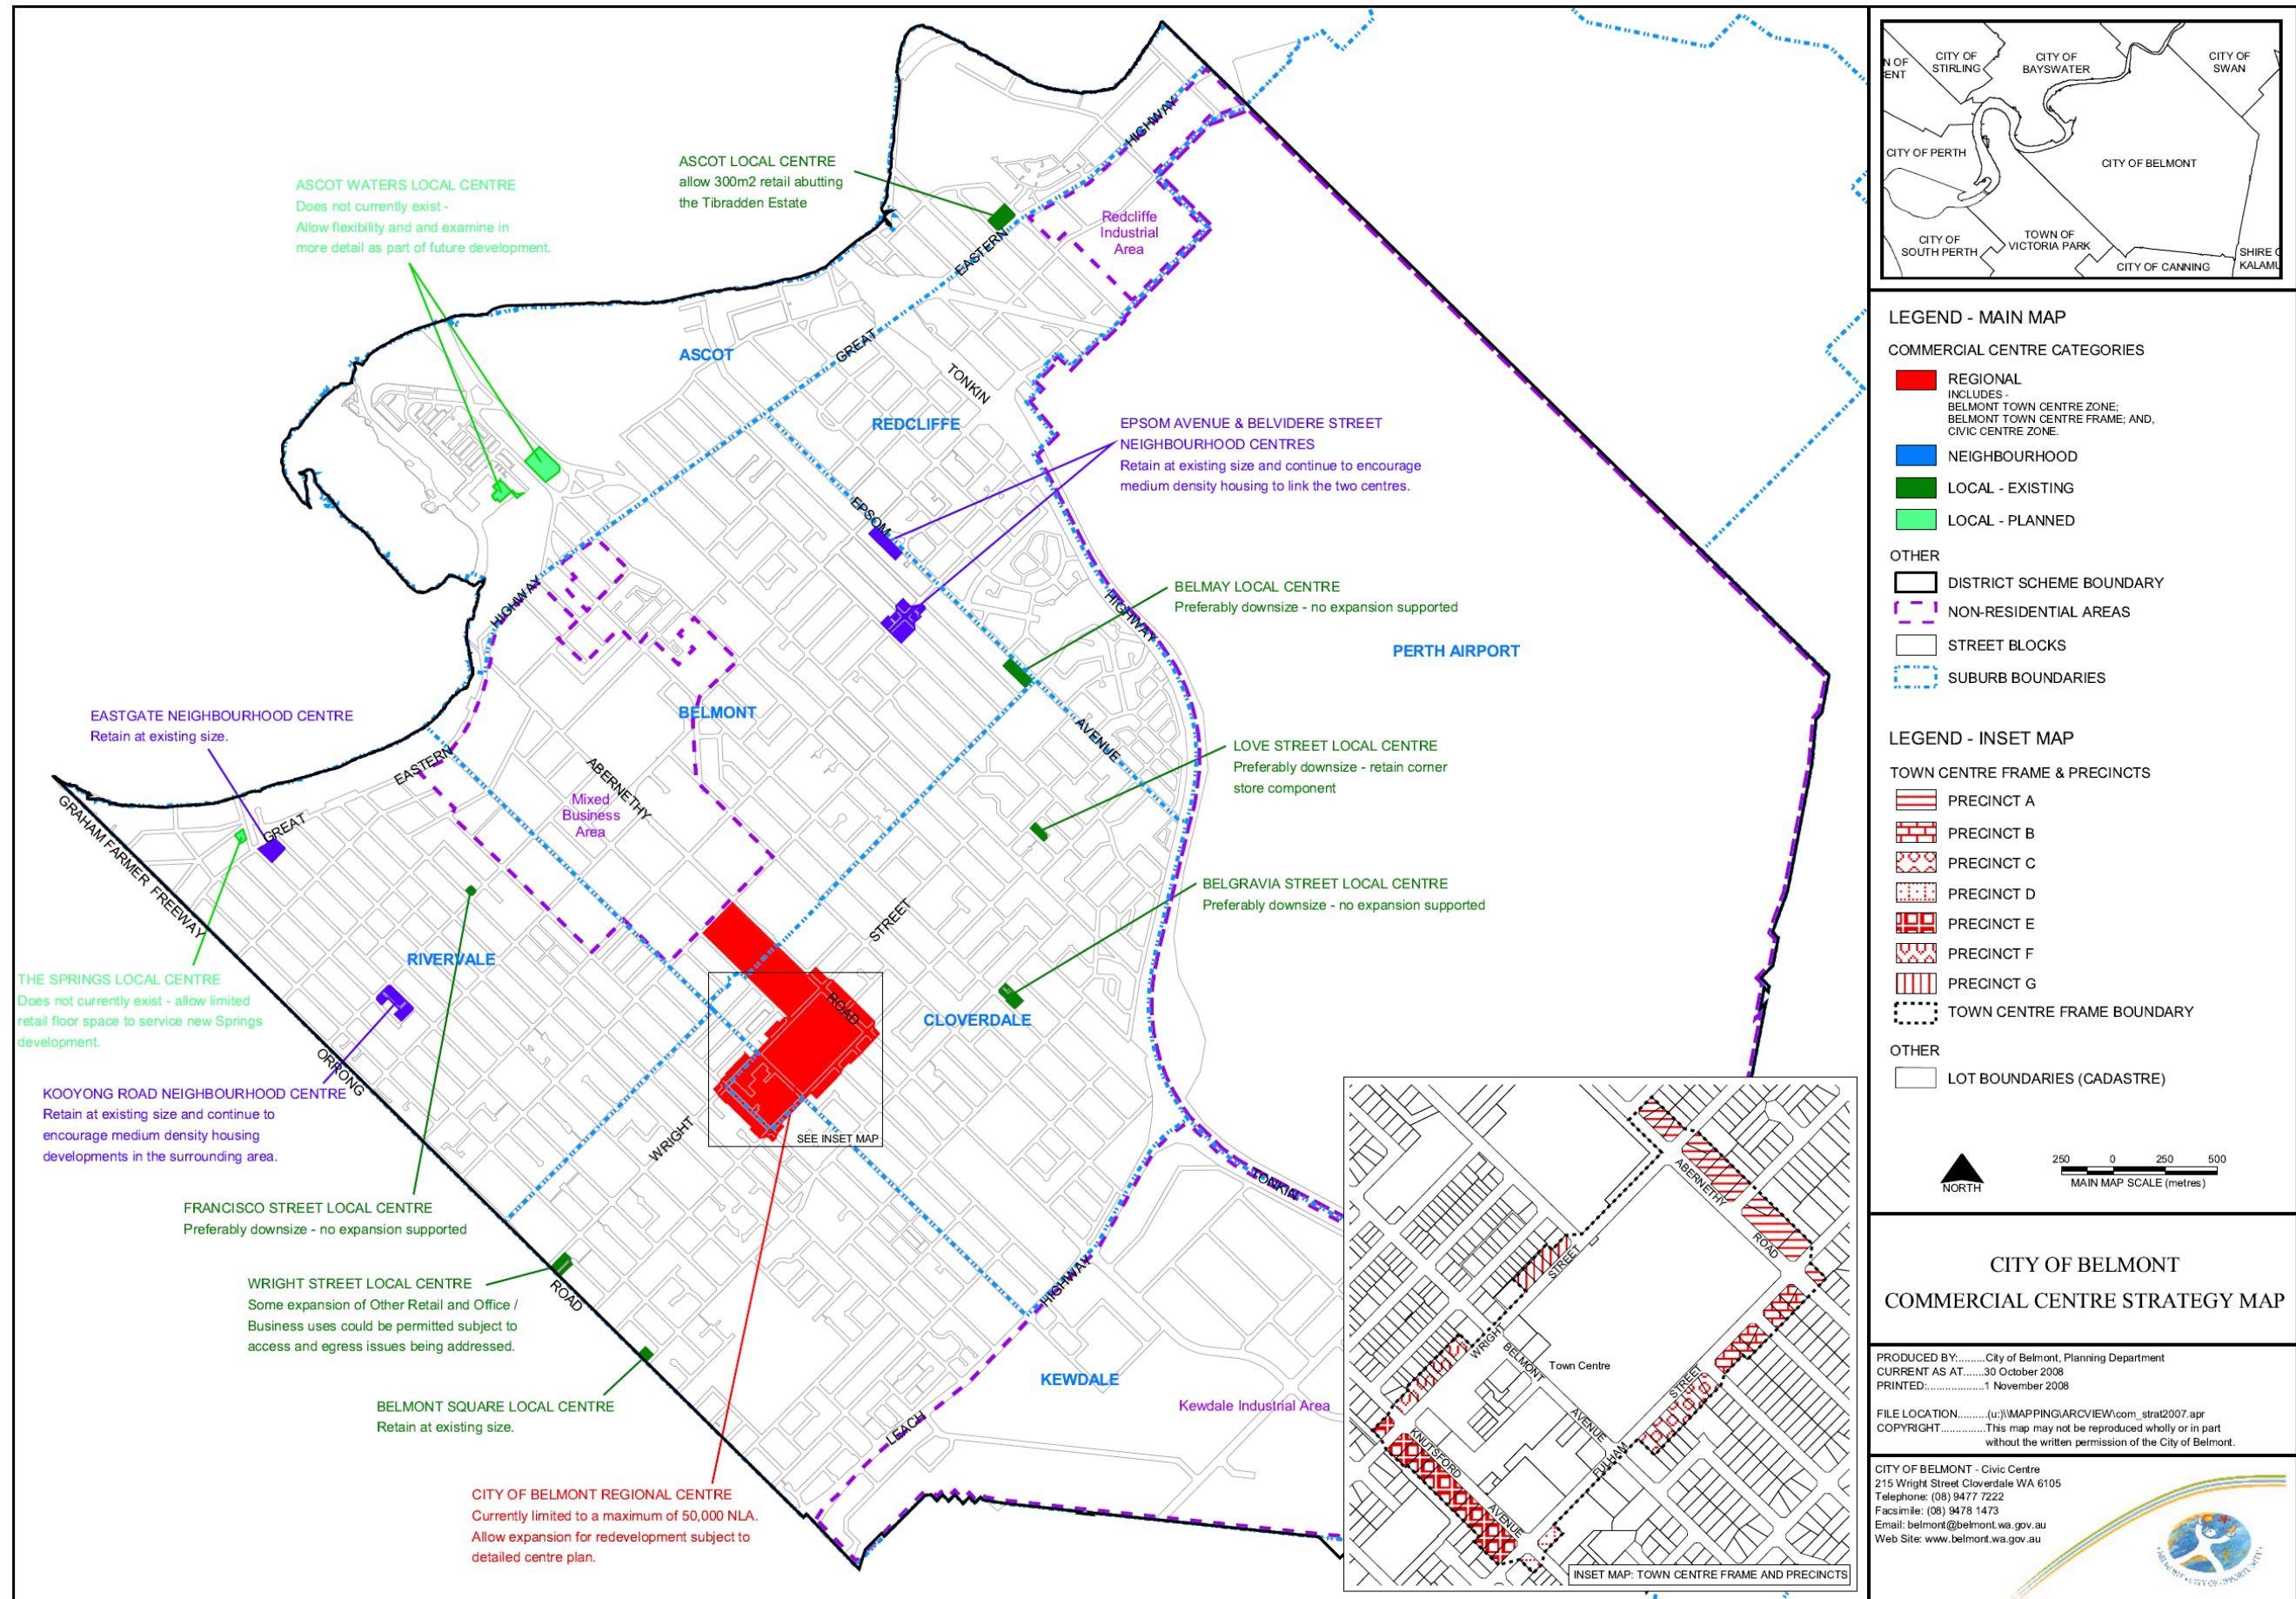 ASCOT WATERS LOCAL CENTRE
Does not currently exist -
Allow flexibility and and examine in
more detail as part of future development.
ASCOT LOCAL CENTRE
allow 300m2 retail abutting
the Tibradden Estate
HIGHWAY
EASTERN
GREAT
Redcliffe
Industrial
Area
ASCOT
TONKIN
REDCLIFFE
EPSOM
EPSOM AVENUE & BELVIDERE STREET
NEIGHBOURHOOD CENTRES
Retain at existing size and continue to encourage
medium density housing to link the two centres.
HIGHWAY
BELMAY LOCAL CENTRE
Preferably downsize - no expansion supported
HIGHWAY
PERTH AIRPORT
EASTGATE NEIGHBOURHOOD CENTRE
Retain at existing size.
BELMONT
AVENUE
LOVE STREET LOCAL CENTRE
Preferably downsize - retain corner
store component
EASTERN
GREAT
ABERNETHY
Mixed
Business
Area
GRAHAM FARMER FREEWAY
BELGRAVIA STREET LOCAL CENTRE
Preferably downsize - no expansion supported
STREET
RIVERVALE
THE SPRINGS LOCAL CENTRE
Does not currently exist - allow limited
retail floor space to service new Springs
development.
ROAD
CLOVERDALE
ORRONG
KOOYONG ROAD NEIGHBOURHOOD CENTRE
Retain at existing size and continue to
encourage medium density housing
developments in the surrounding area.
WRIGHT
SEE INSET MAP
TONKIN
FRANCISCO STREET LOCAL CENTRE
Preferably downsize - no expansion supported
WRIGHT STREET LOCAL CENTRE
Some expansion of Other Retail and Office /
Business uses could be permitted subject to
access and egress issues being addressed.
ROAD
HIGHWAY
BELMONT SQUARE LOCAL CENTRE
Retain at existing size.
KEWDALE
Kewdale Industrial Area
LEACH
CITY OF BELMONT REGIONAL CENTRE
Currently limited to a maximum of 50,000 NLA.
Allow expansion for redevelopment subject to
detailed centre plan.
ABERNETHY
ROAD
STREET
WRIGHT
BELMONT
Town Centre
STREET
AVENUE
FULHAM
KNUTSFORD
AVENUE
INSET MAP: TOWN CENTRE FRAME AND PRECINCTS
N OF
CENT
CITY OF
STIRLING
CITY OF
BAYSWATER
CITY OF
SWAN
CITY OF PERTH
CITY OF BELMONT
CITY OF
SOUTH PERTH
TOWN OF
VICTORIA PARK
CITY OF CANNING
SHIRE O
KALAMU
LEGEND - MAIN MAP
COMMERCIAL CENTRE CATEGORIES
REGIONAL
INCLUDES -
BELMONT TOWN CENTRE ZONE;
BELMONT TOWN CENTRE FRAME; AND,
CIVIC CENTRE ZONE.
NEIGHBOURHOOD
LOCAL - EXISTING
LOCAL - PLANNED
OTHER
DISTRICT SCHEME BOUNDARY
NON-RESIDENTIAL AREAS
STREET BLOCKS
SUBURB BOUNDARIES
LEGEND - INSET MAP
TOWN CENTRE FRAME & PRECINCTS
PRECINCT A
PRECINCT B
PRECINCT C
PRECINCT D
PRECINCT E
PRECINCT F
PRECINCT G
TOWN CENTRE FRAME BOUNDARY
OTHER
LOT BOUNDARIES (CADASTRE)
NORTH
250 0 250 500
MAIN MAP SCALE (metres)
CITY OF BELMONT
COMMERCIAL CENTRE STRATEGY MAP
PRODUCED BY:.........City of Belmont, Planning Department
CURRENT AS AT.......30 October 2008
PRINTED:...................1 November 2008
FILE LOCATION..........(u:)\\MAPPING\ARCVIEW\com_strat2007.apr
COPYRIGHT...............This map may not be reproduced wholly or in part
without the written permission of the City of Belmont.
CITY OF BELMONT - Civic Centre
215 Wright Street Cloverdale WA 6105
Telephone: (08) 9477 7222
Facsimile: (08) 9478 1473
Email: belmont@belmont.wa.gov.au
Web Site: www.belmont.wa.gov.au